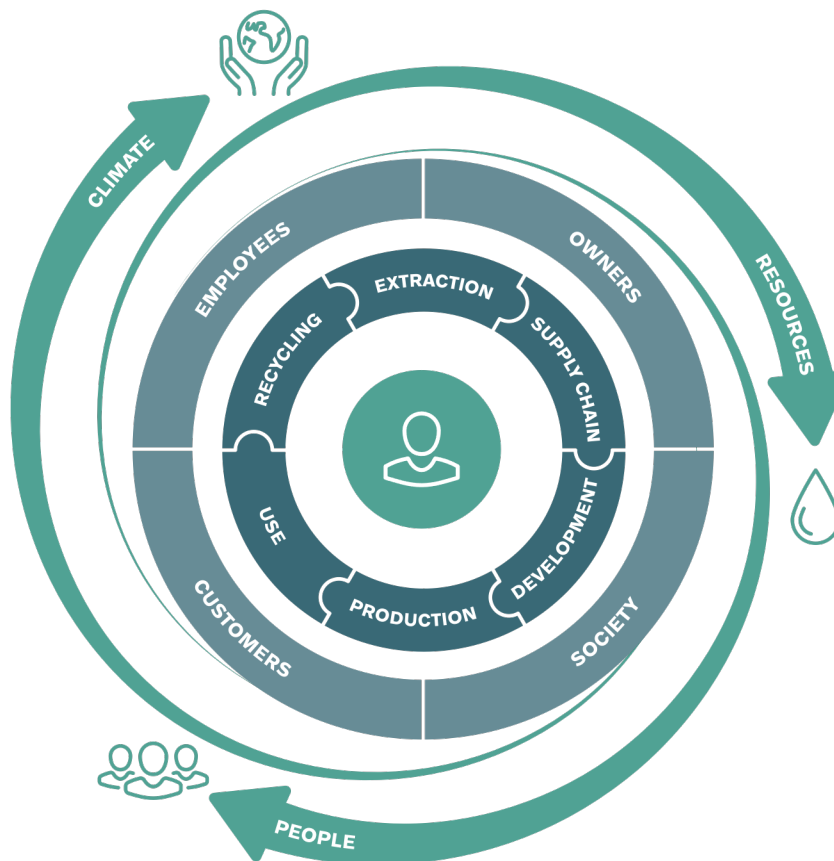 CLIMATE
RESOURCES
PEOPLE
EMPLOYEES
OWNERS
SOCIETY
CUSTOMERS
EXTRACTION
SUPPLY CHAIN
DEVELOPMENT
PRODUCTION
USE
RECYCLING